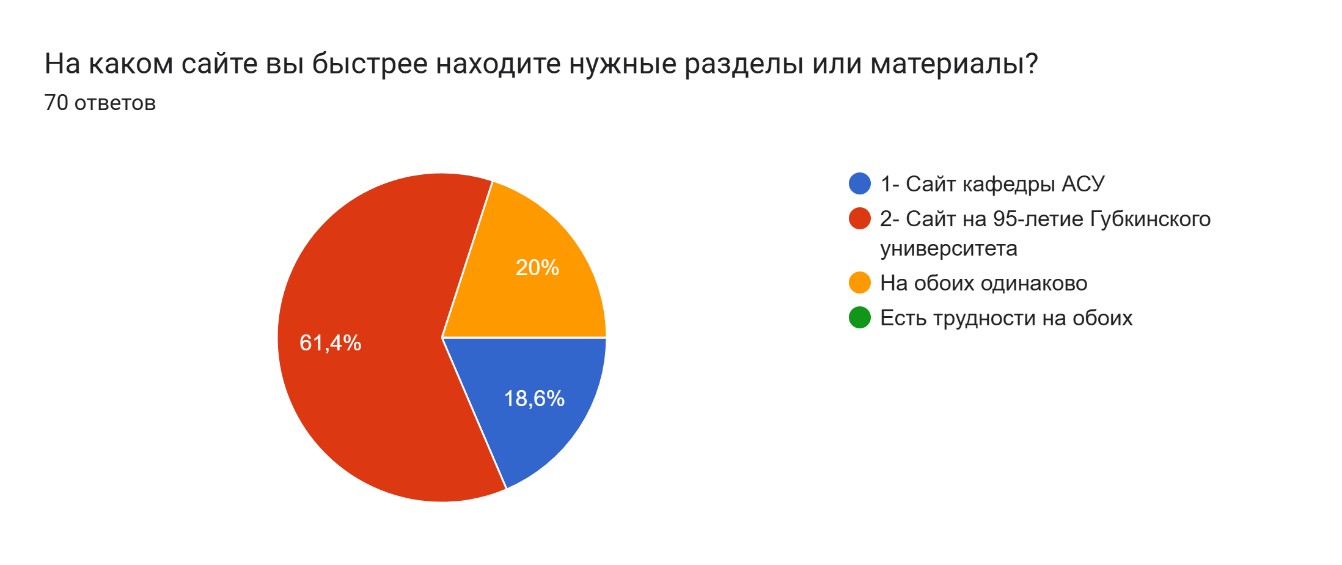 На каком сайте вы быстрее находите нужные разделы или материалы?
70 ответов
1- Сайт кафедры АСУ
2- Сайт на 95-летие Губкинского
университета
На обоих одинаково
Есть трудности на обоих
20%
61,4%
18,6%